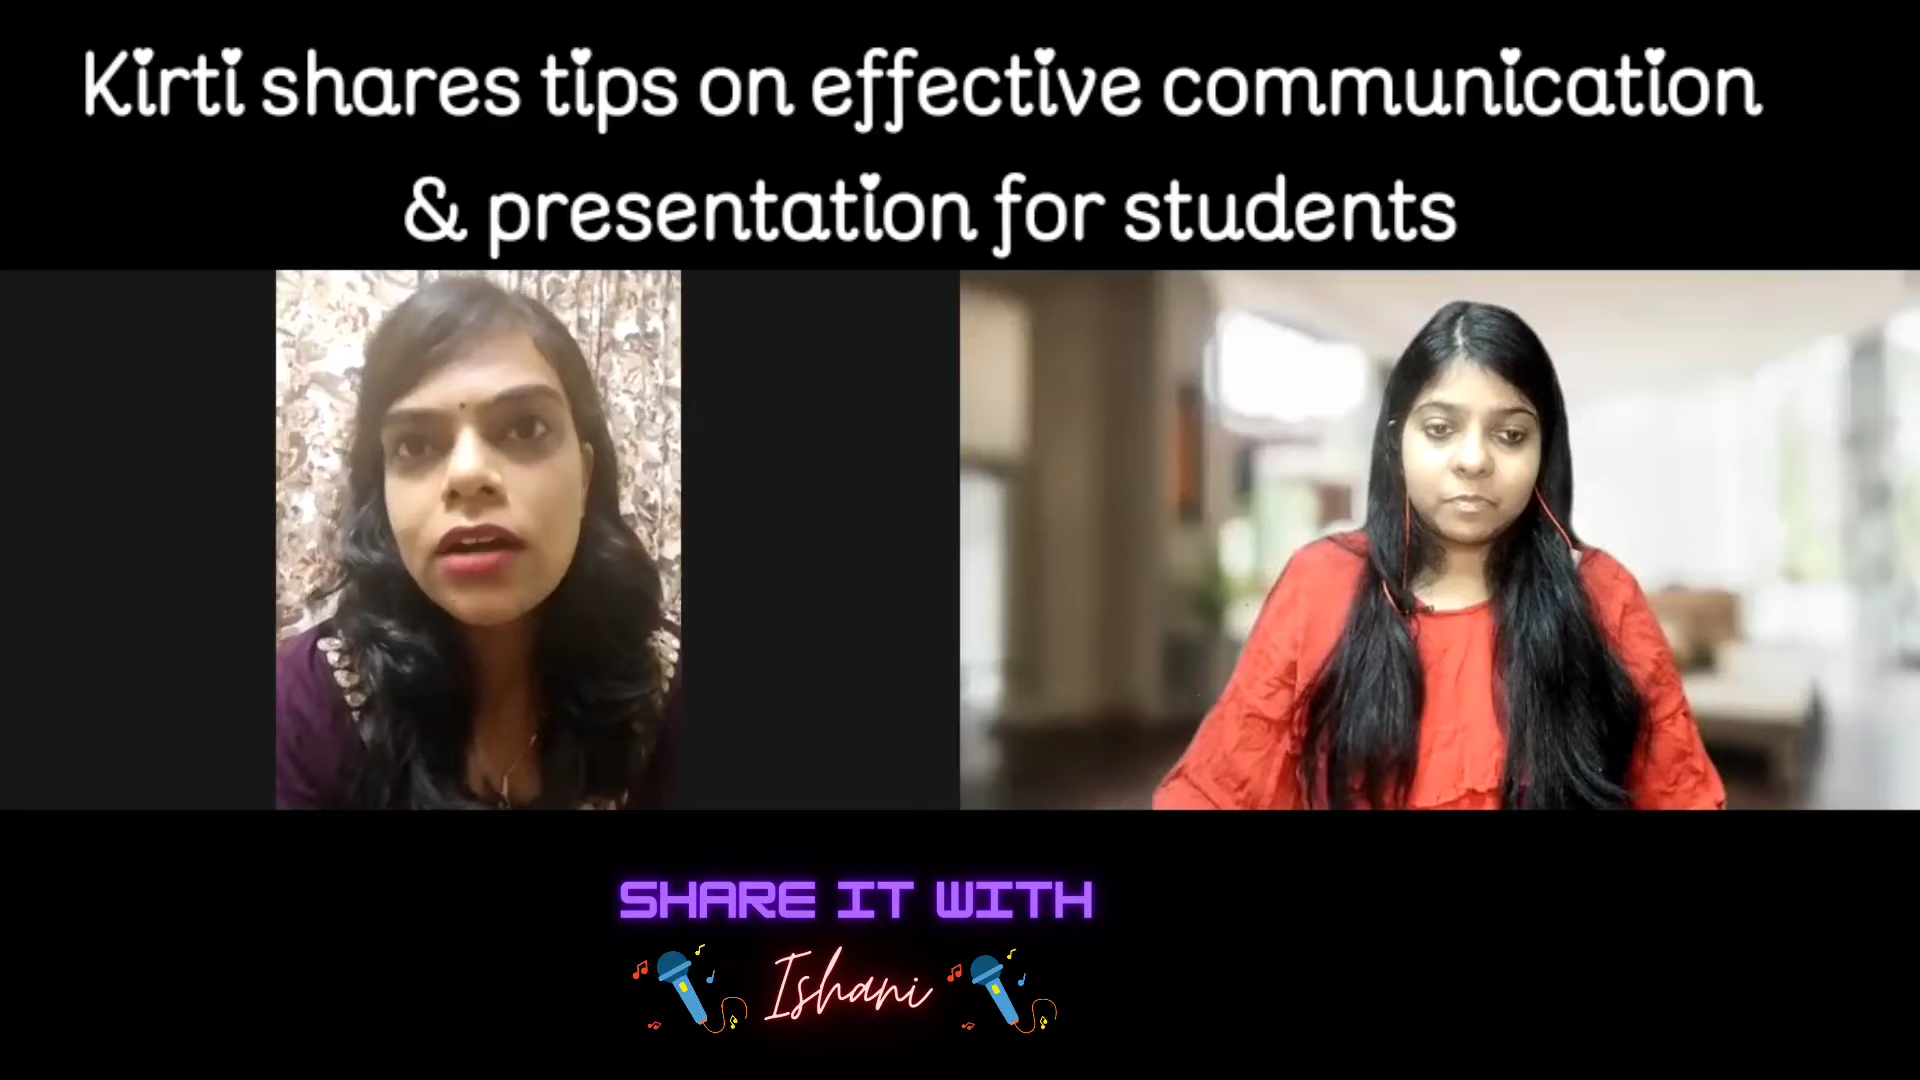 Kirti shares tips on effective communication
& presentation for students
SHARE IT WITH
Ishani